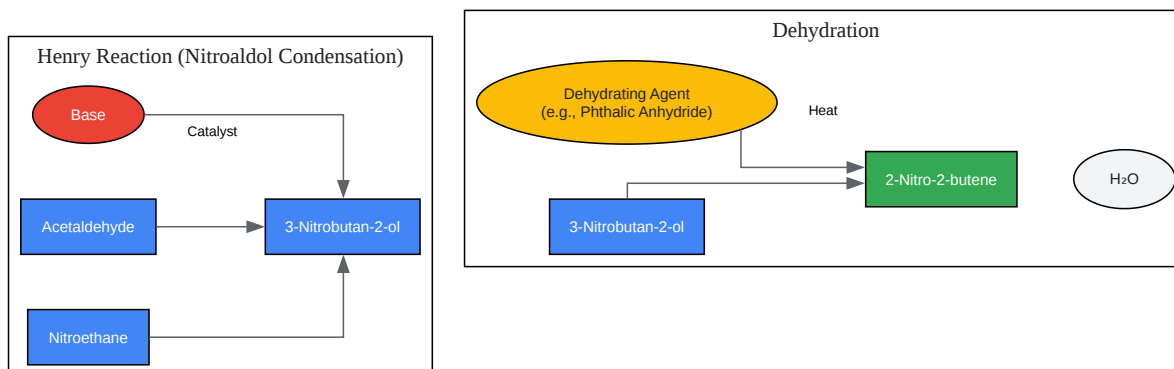 Henry Reaction (Nitroaldol Condensation)
Base
Catalyst
Acetaldehyde
3-Nitrobutan-2-ol
Nitroethane
Dehydration
Dehydrating Agent
(e.g., Phthalic Anhydride)
Heat
2-Nitro-2-butene
H₂O
3-Nitrobutan-2-ol